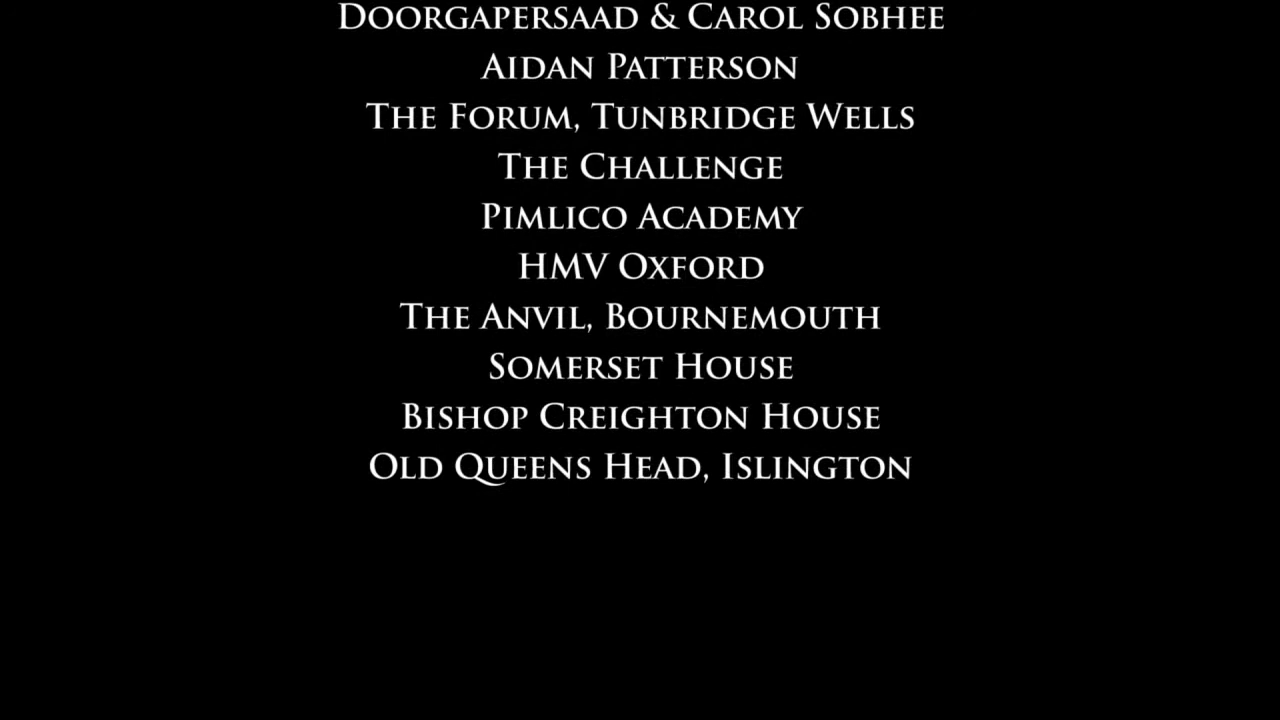 Doorgapersaad & Carol Sobhee
Aidan Patterson
The Forum, Tunbridge Wells
The Challenge
Pimlico Academy
HMV Oxford
The Anvil, Bournemouth
Somerset House
Bishop Creighton House
Old Queens Head, Islington